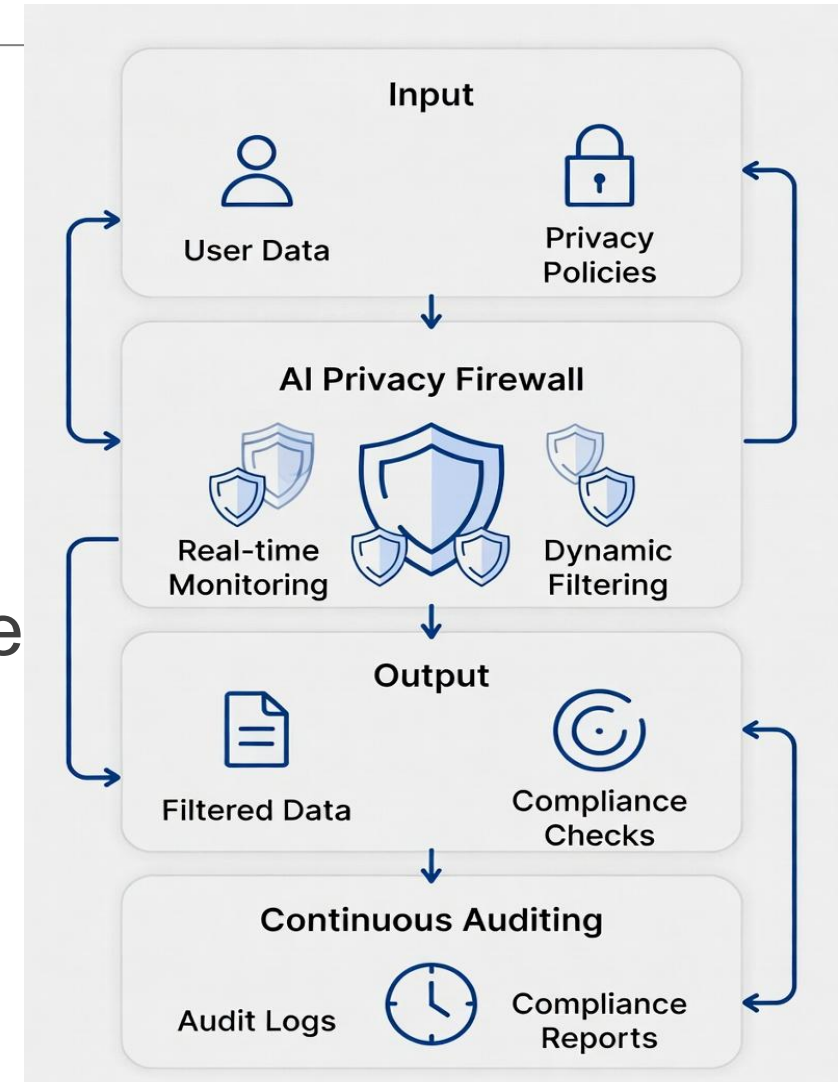 Input
User Data
Privacy
Policies
AI Privacy Firewall
Real-time
Monitoring
Dynamic
Filtering
e
Output
Filtered Data
Compliance
Checks
Continuous Auditing
Audit Logs
Compliance
Reports